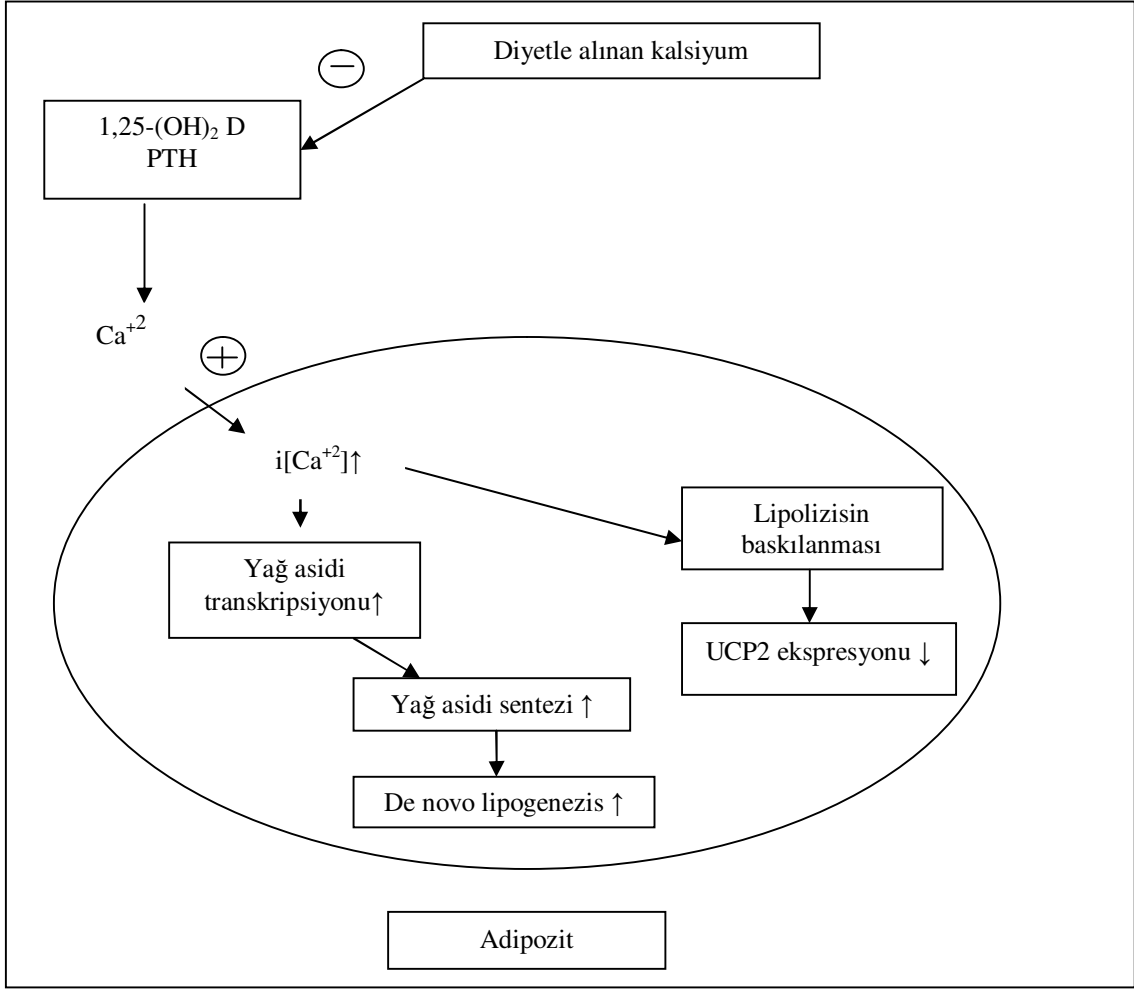 Diyetle alınan kalsiyum
−
1,25-(OH)₂ D
PTH
Ca⁺²
+
i[Ca⁺²]↑
Lipolizisin
baskılanması
Yağ asidi
transkripsiyonu↑
UCP2 ekspresyonu ↓
Yağ asidi sentezi ↑
De novo lipogenezis ↑
Adipozit